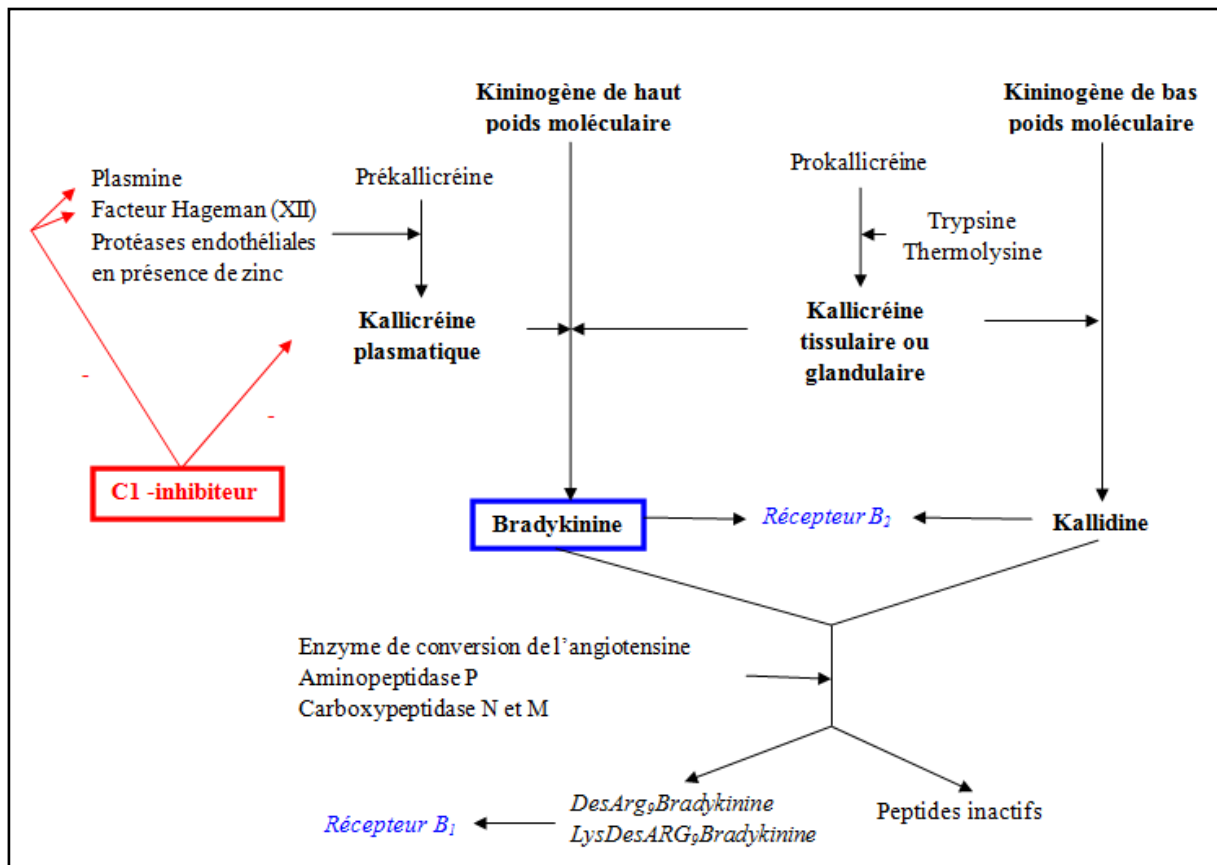 Kininogène de haut
poids moléculaire
Kininogène de bas
poids moléculaire
Plasmine
Facteur Hageman (XII)
Protéases endothéliales
en présence de zinc
Prékallicréine
Prokallicréine
Trypsine
Thermolysine
Kallicréine
plasmatique
Kallicréine
tissulaire ou
glandulaire
-
-
C1 -inhibiteur
Bradykinine
Récepteur B₂
Kallidine
Enzyme de conversion de l’angiotensine
Aminopeptidase P
Carboxypeptidase N et M
DesArg₉Bradykinine
LysDesARG₉Bradykinine
Récepteur B₁
Peptides inactifs